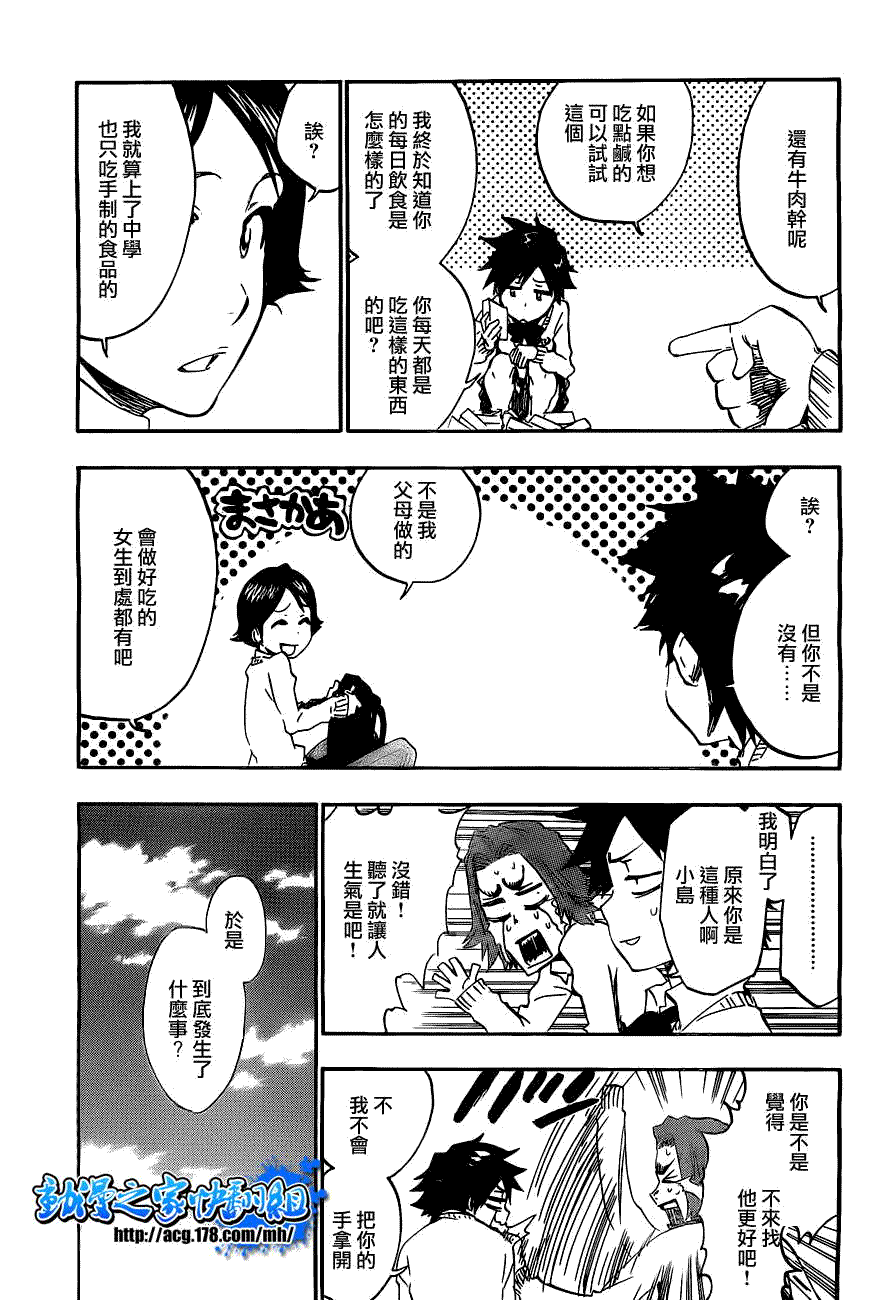 還有牛肉幹呢
如果你想
吃點鹹的
可以試試
這個
我終於知道你
的每日飲食是
怎麼樣的了
你每天都是
吃這樣的東西
的吧？
誒？
我就算上了中學
也只吃手制的食品的
誒？
但你不是
沒有……
不是我
父母做的
まさかあ
會做好吃的
女生到處都有吧
…………
我明白了
原來你是
這種人啊
小島
沒錯！
聽了就讓人
生氣是吧！
你是不是
覺得
不來找
他更好吧！
不
我不會
把你的
手拿開
於是
到底發生了
什麼事？
動漫之家快翻組
http://acg.178.com/mh/